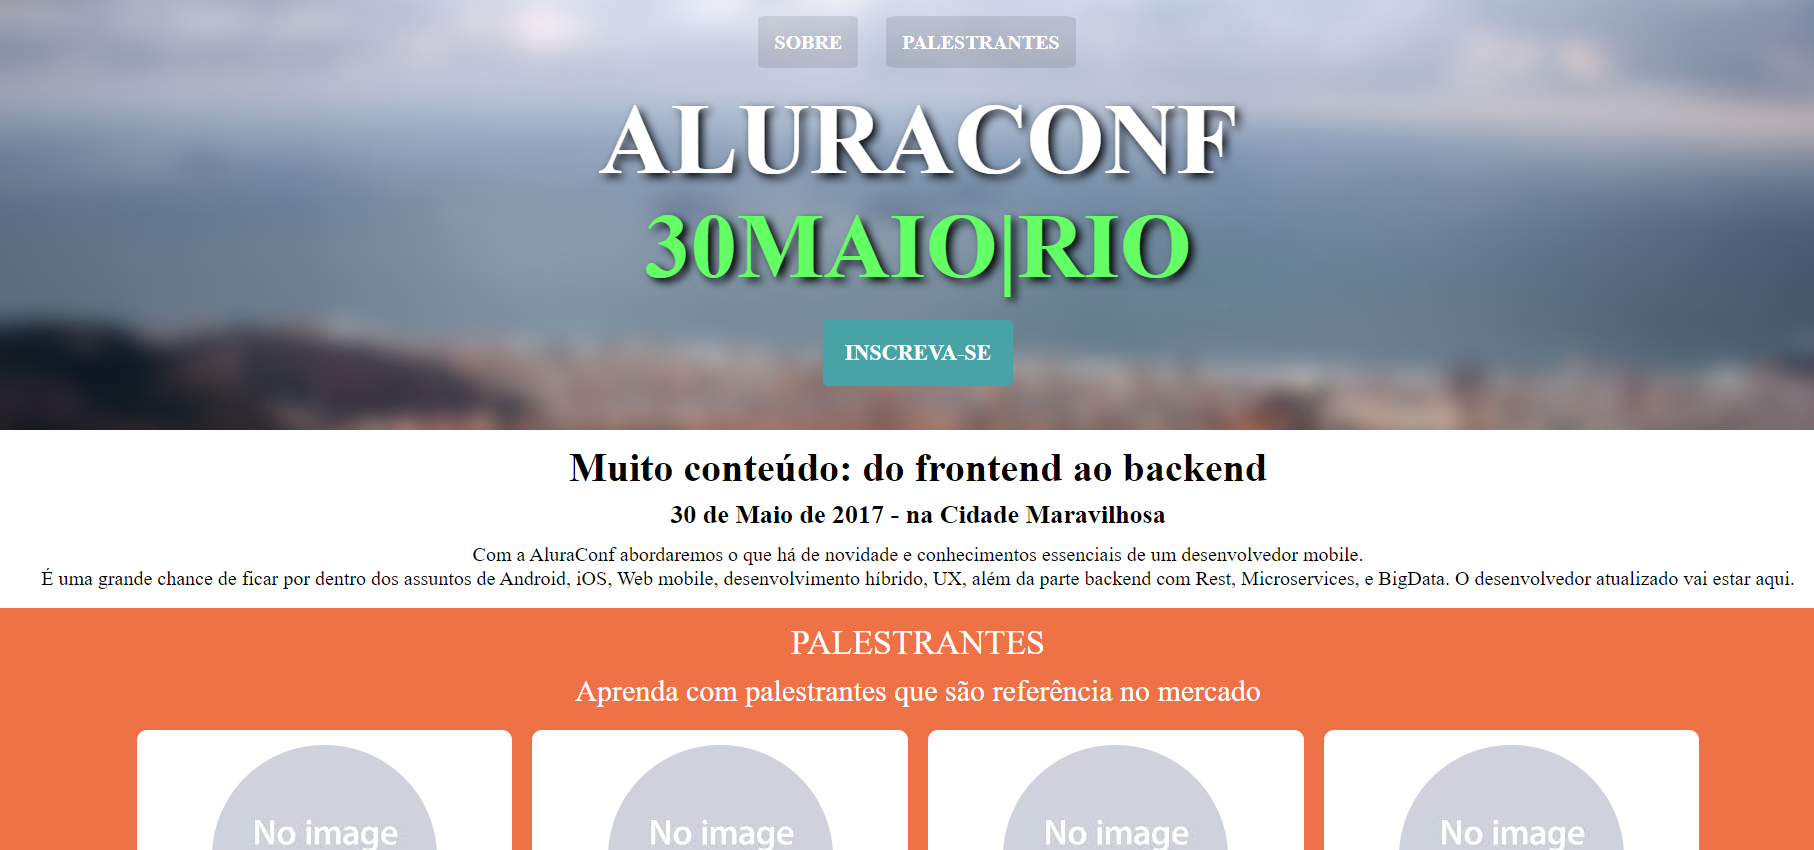 SOBRE PALESTRANTES
ALURACONF
30MAIO|RIO
INSCREVA-SE
Muito conteúdo: do frontend ao backend
30 de Maio de 2017 - na Cidade Maravilhosa
Com a AluraConf abordaremos o que há de novidade e conhecimentos essenciais de um desenvolvedor mobile.
É uma grande chance de ficar por dentro dos assuntos de Android, iOS, Web mobile, desenvolvimento híbrido, UX, além da parte backend com Rest, Microservices, e BigData. O desenvolvedor atualizado vai estar aqui.
PALESTRANTES
Aprenda com palestrantes que são referência no mercado
No image No image No image No image